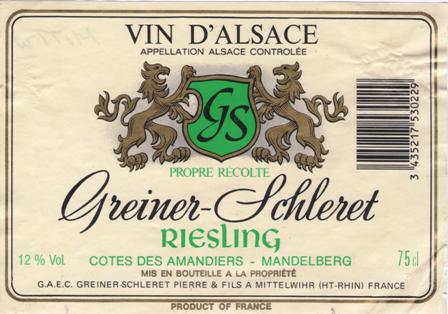 VIN D'ALSACE
APPELLATION ALSACE CONTROLÉE
GS
3 435217 530229
PROPRE RÉCOLTE
Greiner-Schleret
RIESLING
12 % Vol. COTES DES AMANDIERS - MANDELBERG 75 cl
MIS EN BOUTEILLE A LA PROPRIÉTÉ
G.A.E.C. GREINER-SCHLERET PIERRE & FILS A MITTELWIHR (HT-RHIN) FRANCE
PRODUCT OF FRANCE